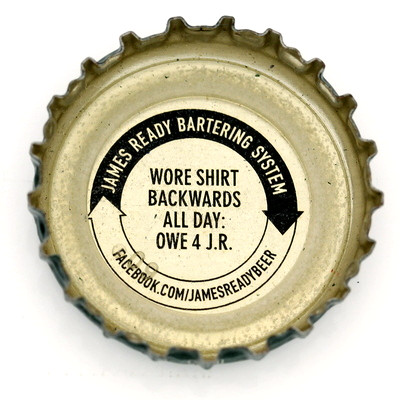 JAMES READY BARTERING SYSTEM
WORE SHIRT
BACKWARDS
ALL DAY:
OWE 4 J.R.
FACEBOOK.COM/JAMESREADYBEER